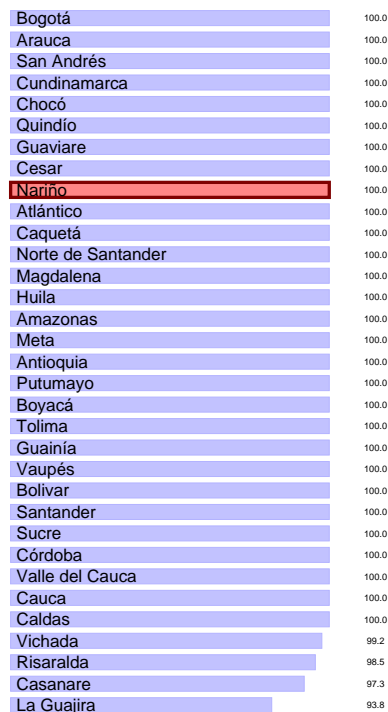 Bogotá 100.0
Arauca 100.0
San Andrés 100.0
Cundinamarca 100.0
Chocó 100.0
Quindío 100.0
Guaviare 100.0
Cesar 100.0
Nariño 100.0
Atlántico 100.0
Caquetá 100.0
Norte de Santander 100.0
Magdalena 100.0
Huila 100.0
Amazonas 100.0
Meta 100.0
Antioquia 100.0
Putumayo 100.0
Boyacá 100.0
Tolima 100.0
Guainía 100.0
Vaupés 100.0
Bolivar 100.0
Santander 100.0
Sucre 100.0
Córdoba 100.0
Valle del Cauca 100.0
Cauca 100.0
Caldas 100.0
Vichada 99.2
Risaralda 98.5
Casanare 97.3
La Guajira 93.8